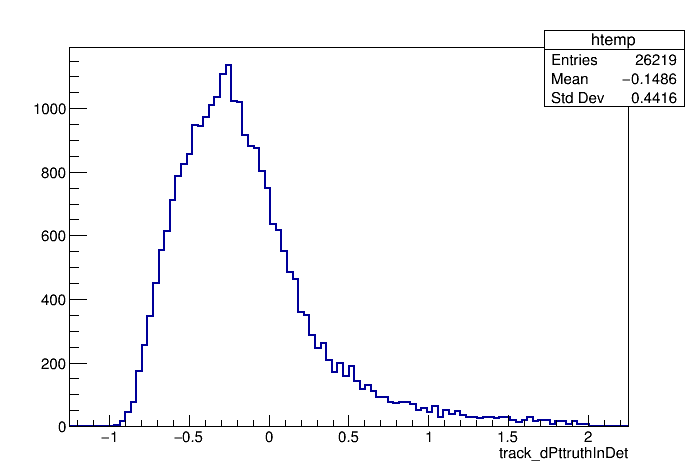 htemp
Entries 26219
Mean −0.1486
Std Dev 0.4416
1000
800
600
400
200
0
−1 −0.5 0 0.5 1 1.5 2
track_dPttruthInDet